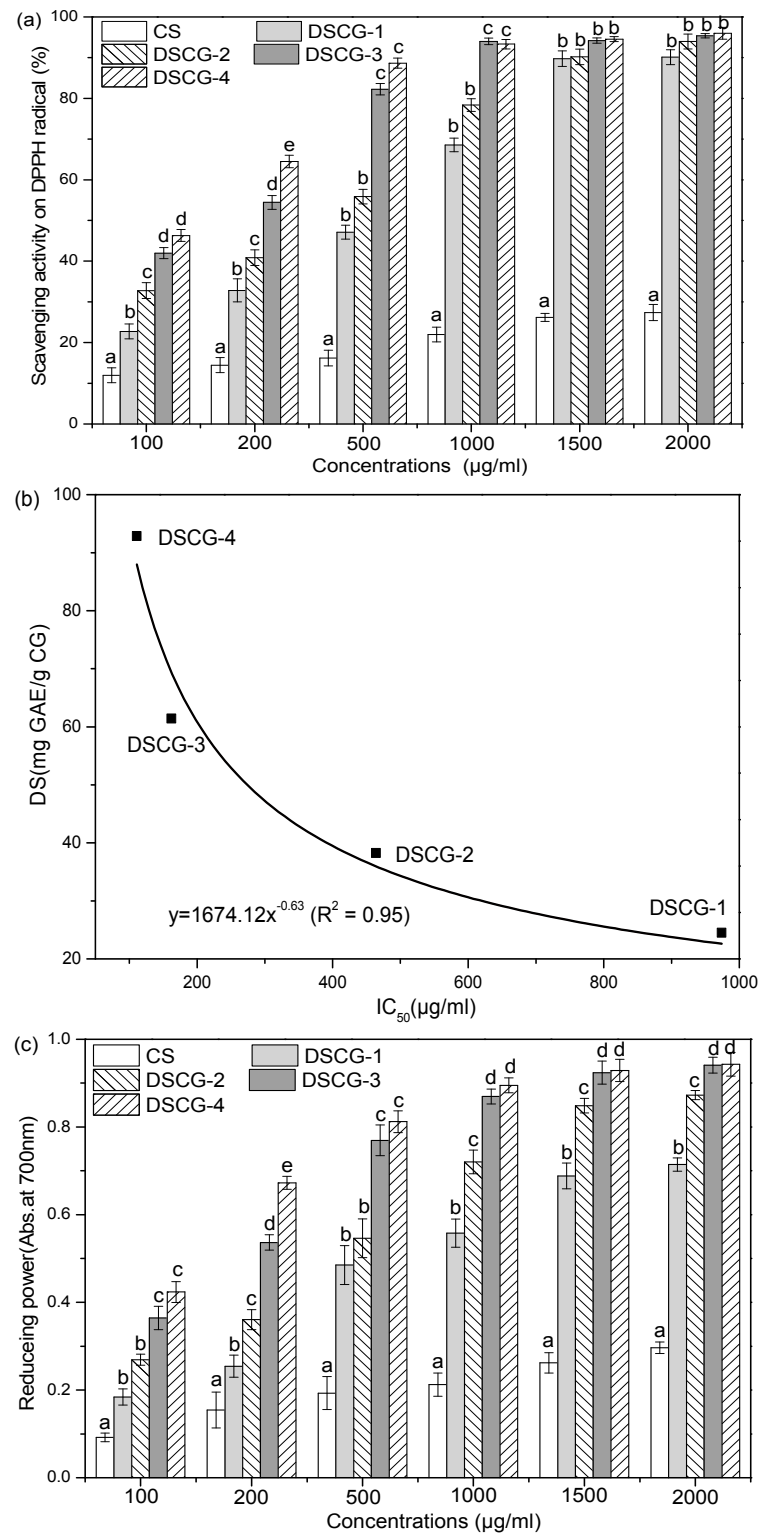 (a)
CS
DSCG-1
DSCG-2
DSCG-3
DSCG-4
Scavenging activity on DPPH radical (%)
100
80
60
40
20
0
a b c d d
a b c d e
a b b c c
a b b c c
a b b b b
a b b b b
100 200 500 1000 1500 2000
Concentrations (μg/ml)
(b)
DS(mg GAE/g CG)
100
80
60
40
20
DSCG-4
DSCG-3
DSCG-2
DSCG-1
y=1674.12x^-0.63 (R^2 = 0.95)
200 400 600 800 1000
IC50(μg/ml)
(c)
CS
DSCG-1
DSCG-2
DSCG-3
DSCG-4
Reduceing power(Abs.at 700nm)
1.0
0.8
0.6
0.4
0.2
0.0
a b b c c
a b c d e
a b b c c
a b c d d
a b c d d
a b c d d
100 200 500 1000 1500 2000
Concentrations (μg/ml)